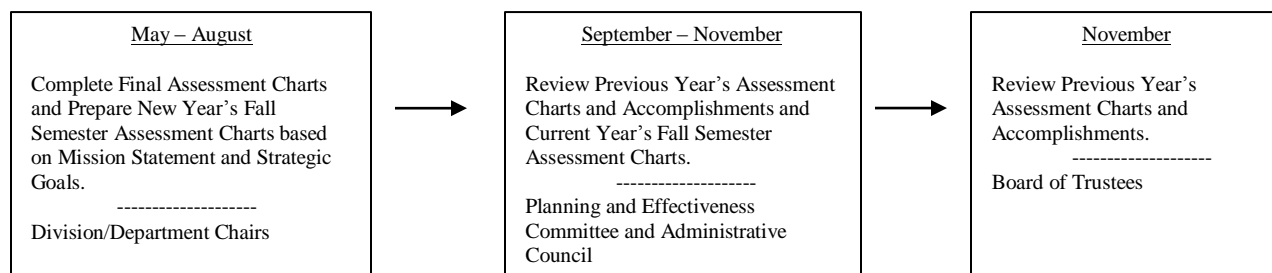 May – August
Complete Final Assessment Charts
and Prepare New Year’s Fall
Semester Assessment Charts based
on Mission Statement and Strategic
Goals.
--------------------
Division/Department Chairs
September – November
Review Previous Year’s Assessment
Charts and Accomplishments and
Current Year’s Fall Semester
Assessment Charts.
--------------------
Planning and Effectiveness
Committee and Administrative
Council
November
Review Previous Year’s
Assessment Charts and
Accomplishments.
--------------------
Board of Trustees